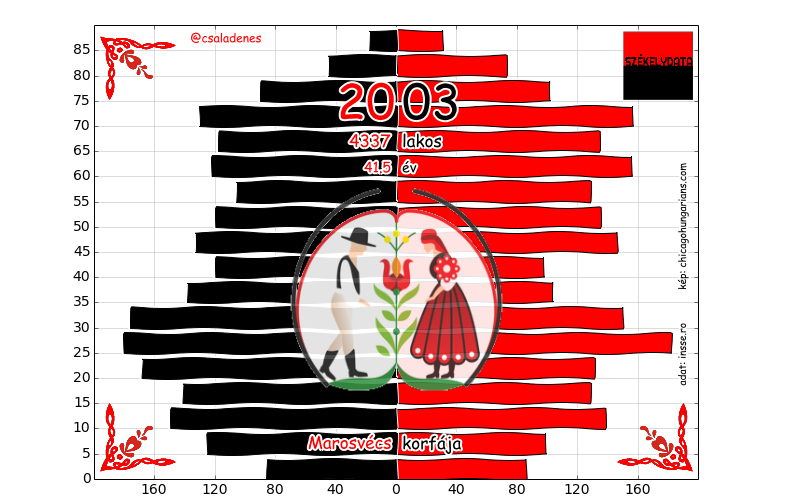 @csaladenes
SZÉKELYDATA
2003
4337 lakos
41.5 év
kép: chicagohungarians.com
adat: insse.ro
Marosvécs korfája
85
80
75
70
65
60
55
50
45
40
35
30
25
20
15
10
5
0
160 120 80 40 0 40 80 120 160